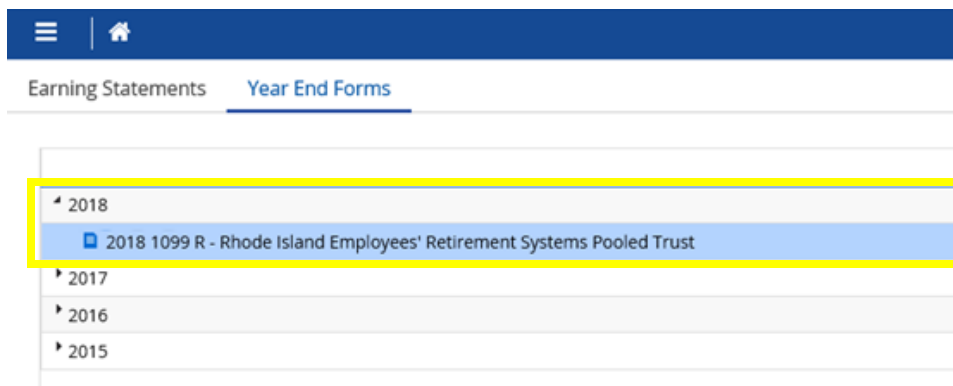 Earning Statements Year End Forms
2018
2018 1099 R - Rhode Island Employees' Retirement Systems Pooled Trust
2017
2016
2015